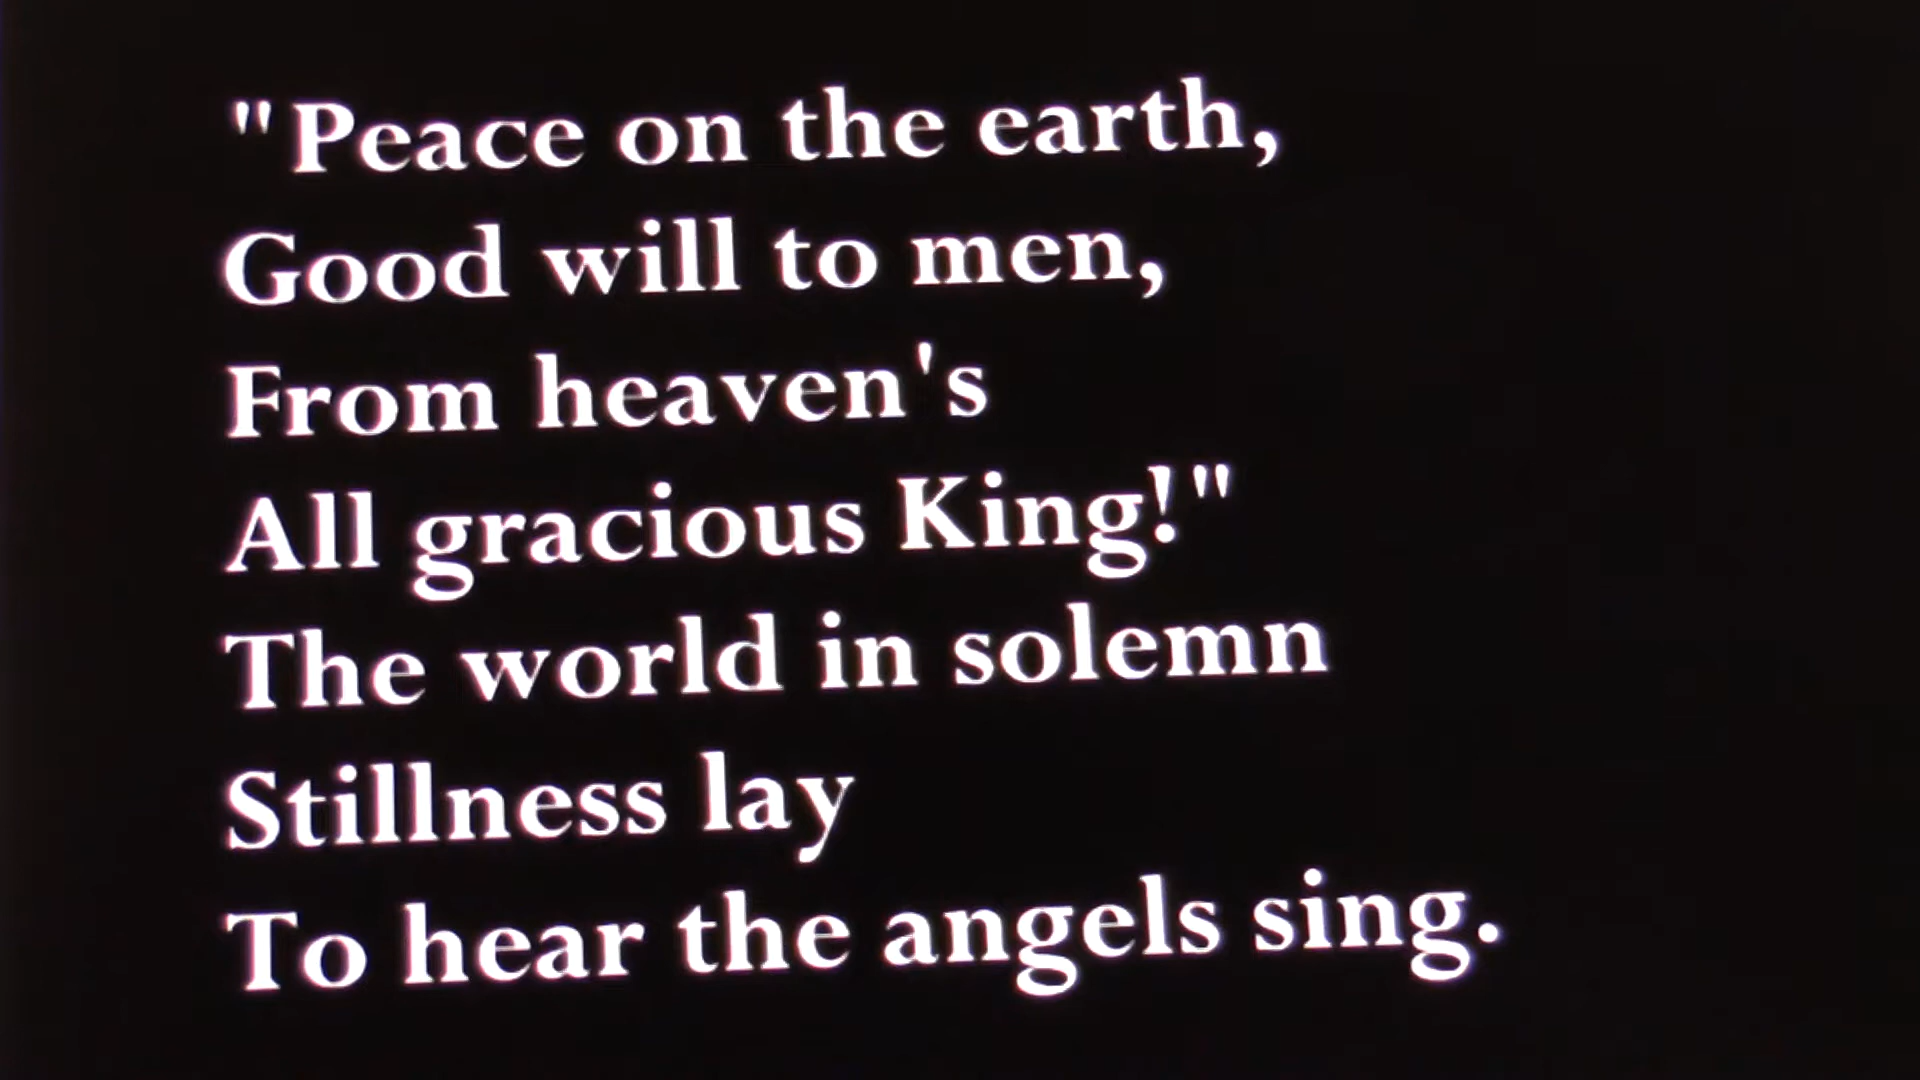 "Peace on the earth,
Good will to men,
From heaven's
All gracious King!"
The world in solemn
Stillness lay
To hear the angels sing.